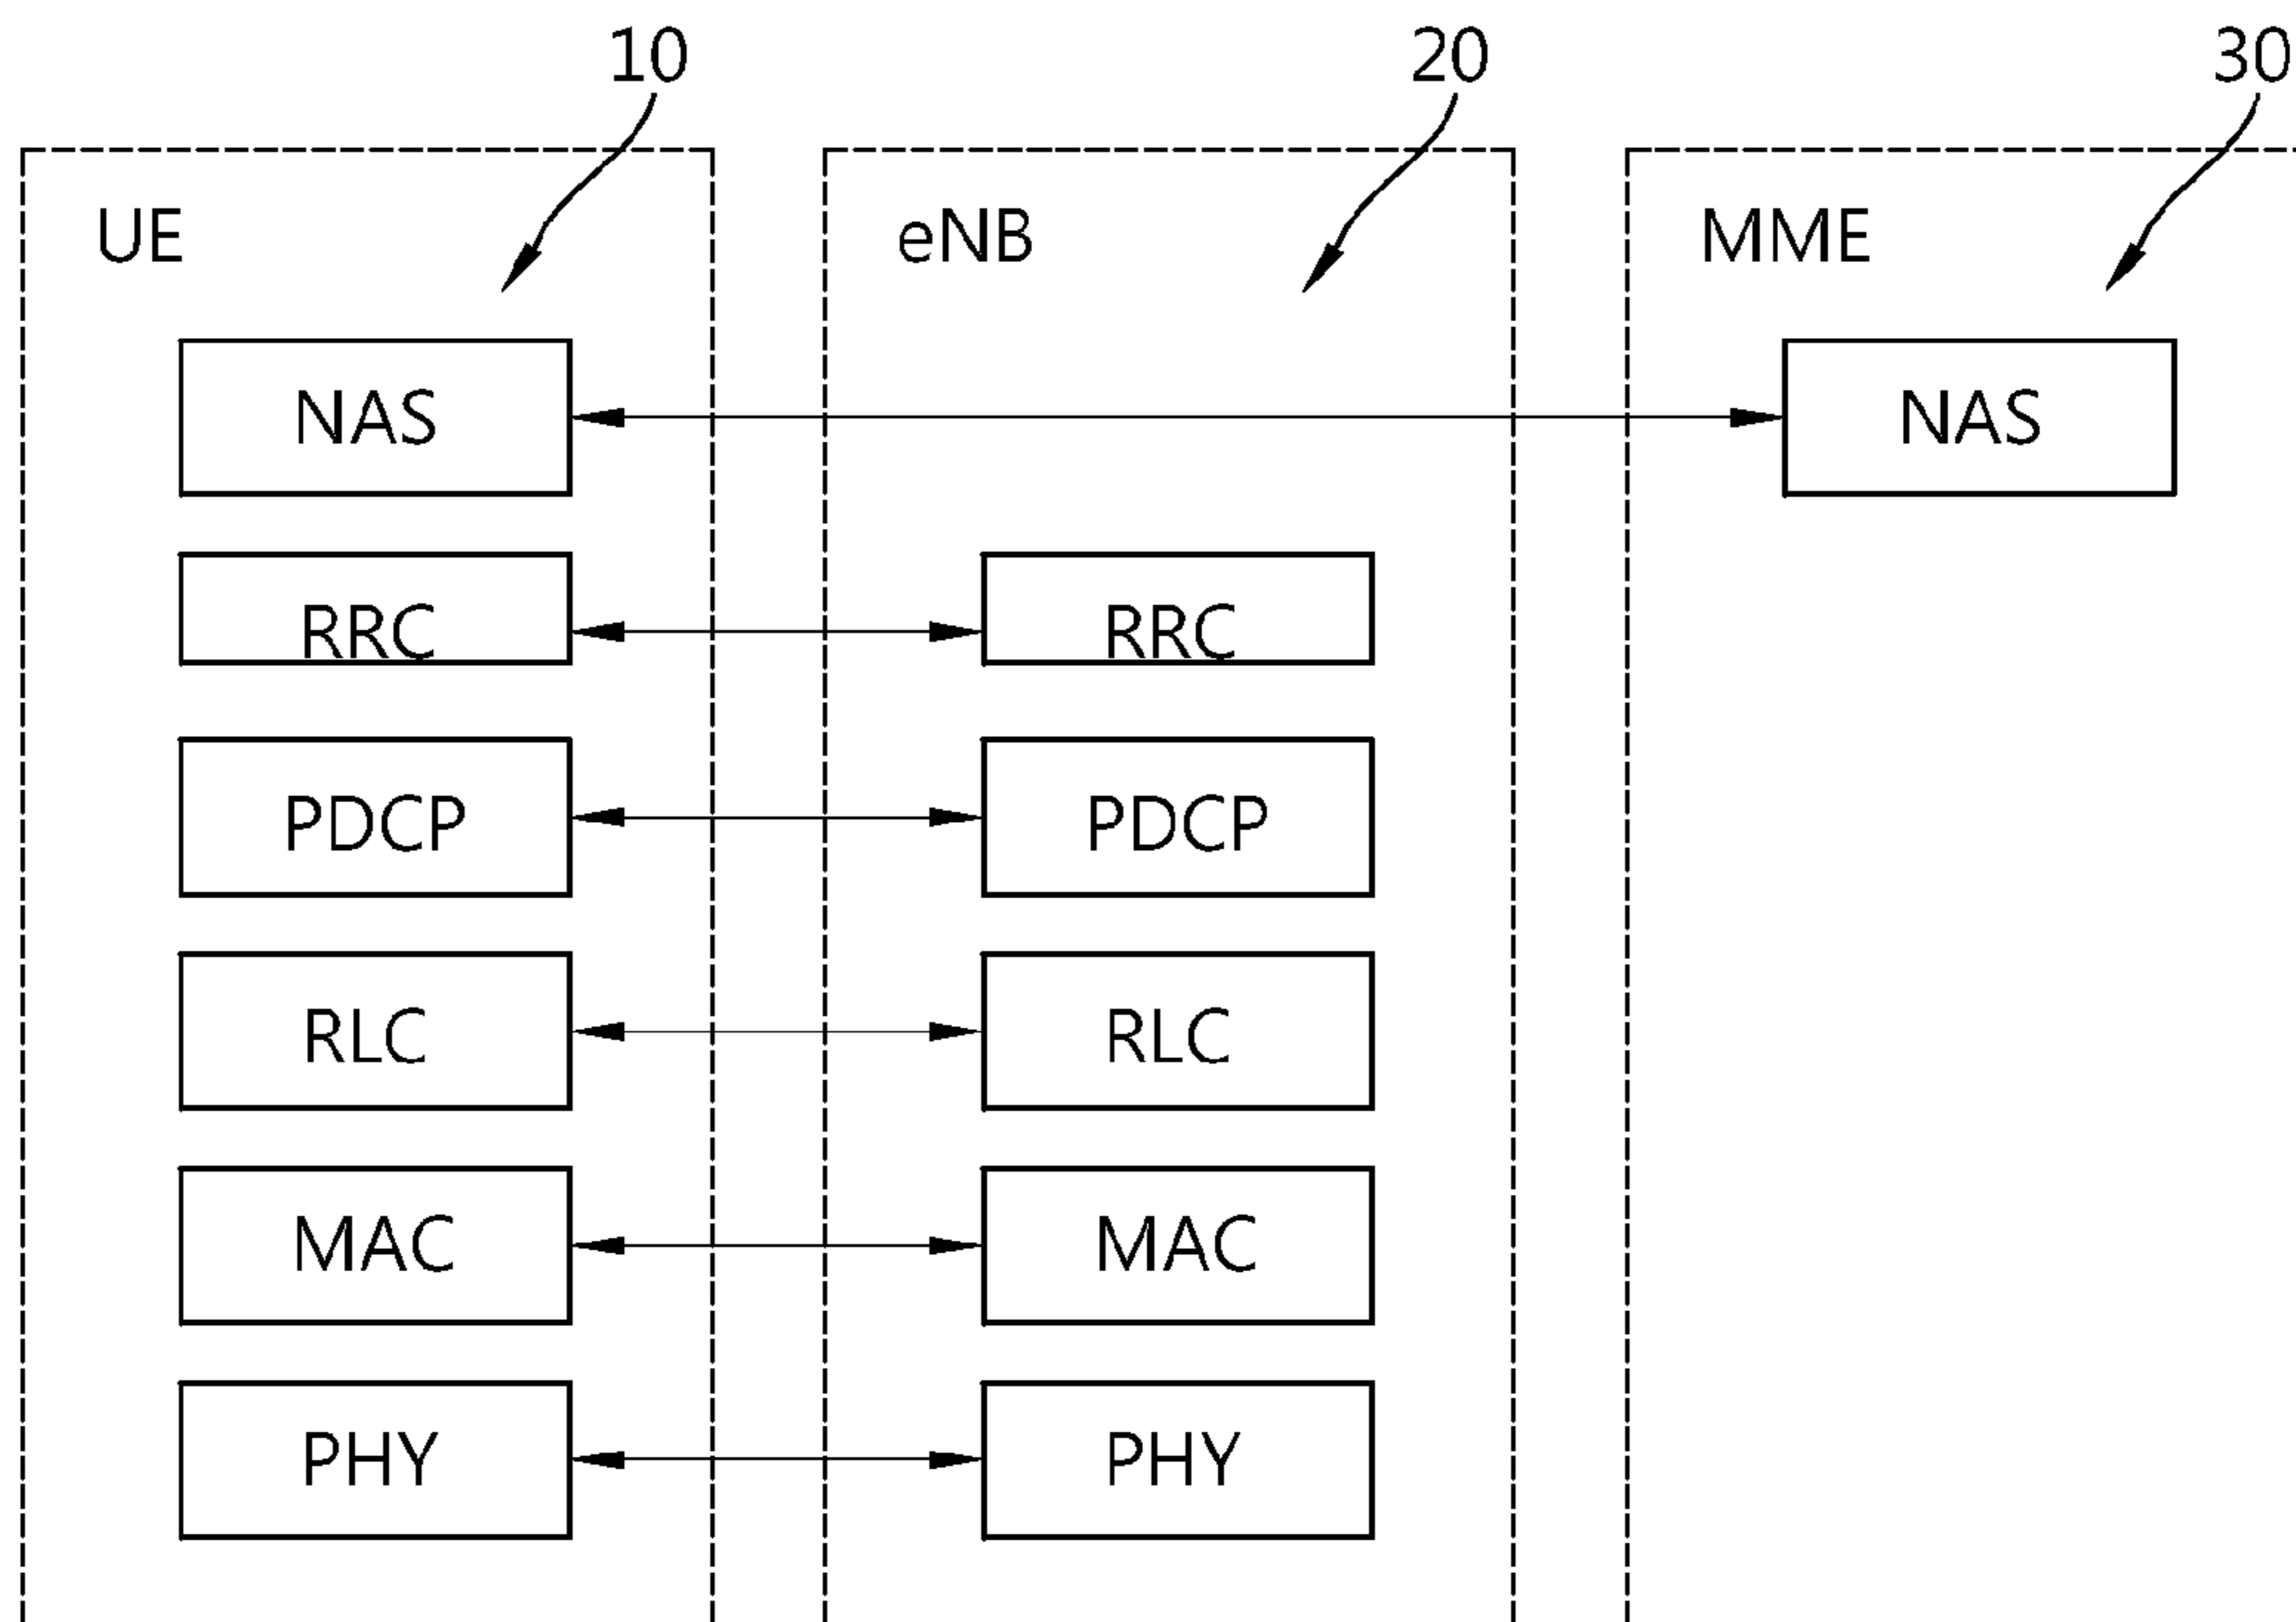 10 20 30
UE eNB MME
NAS NAS
RRC RRC
PDCP PDCP
RLC RLC
MAC MAC
PHY PHY